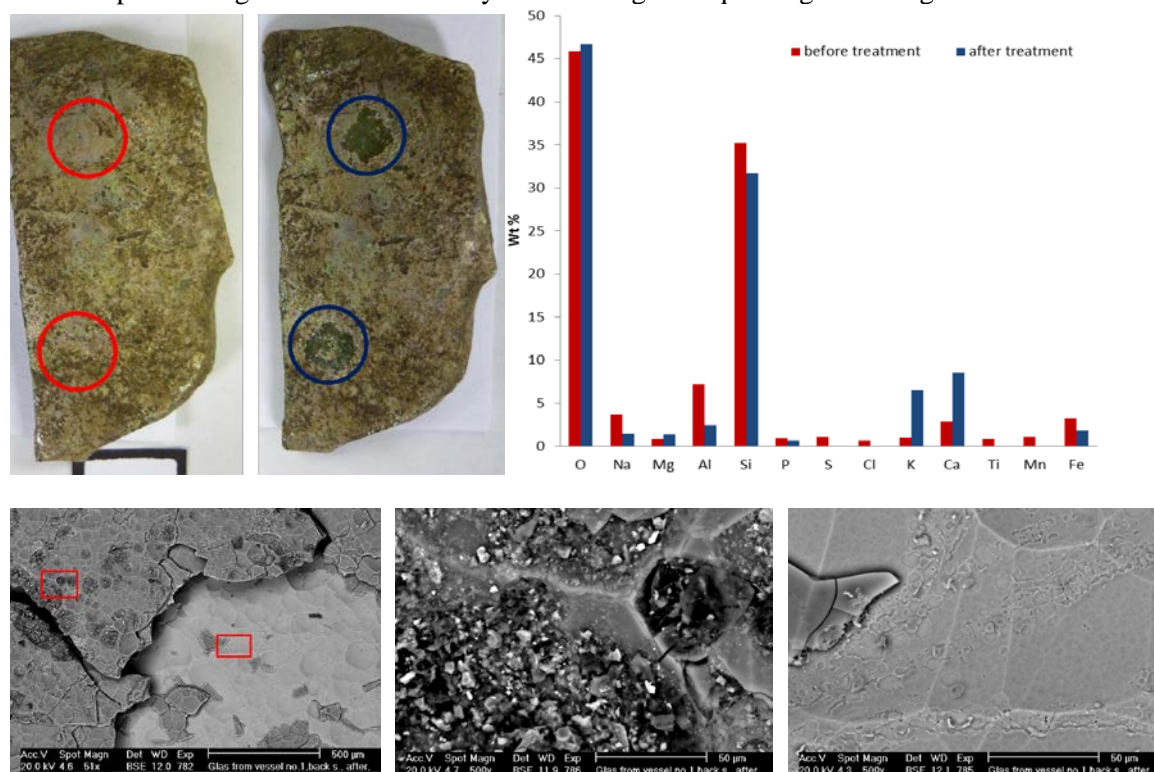 50
before treatment after treatment
45
40
35
30
25
Wt %
20
15
10
5
0
O Na Mg Al Si P S Cl K Ca Ti Mn Fe
Acc.V Spot Magn Det WD Exp 500 µm
20.0 kV 4.6 51x BSE 12.0 782 Glas from vessel no.1,back s., after,
Acc.V Spot Magn Det WD Exp 50 µm
20.0 kV 4.7 500x BSE 11.9 786 Glas from vessel no.1,back s., after,
Acc.V Spot Magn Det WD Exp 50 µm
20.0 kV 4.3 500x BSE 12.1 785 Glas from vessel no.1,back s., after,